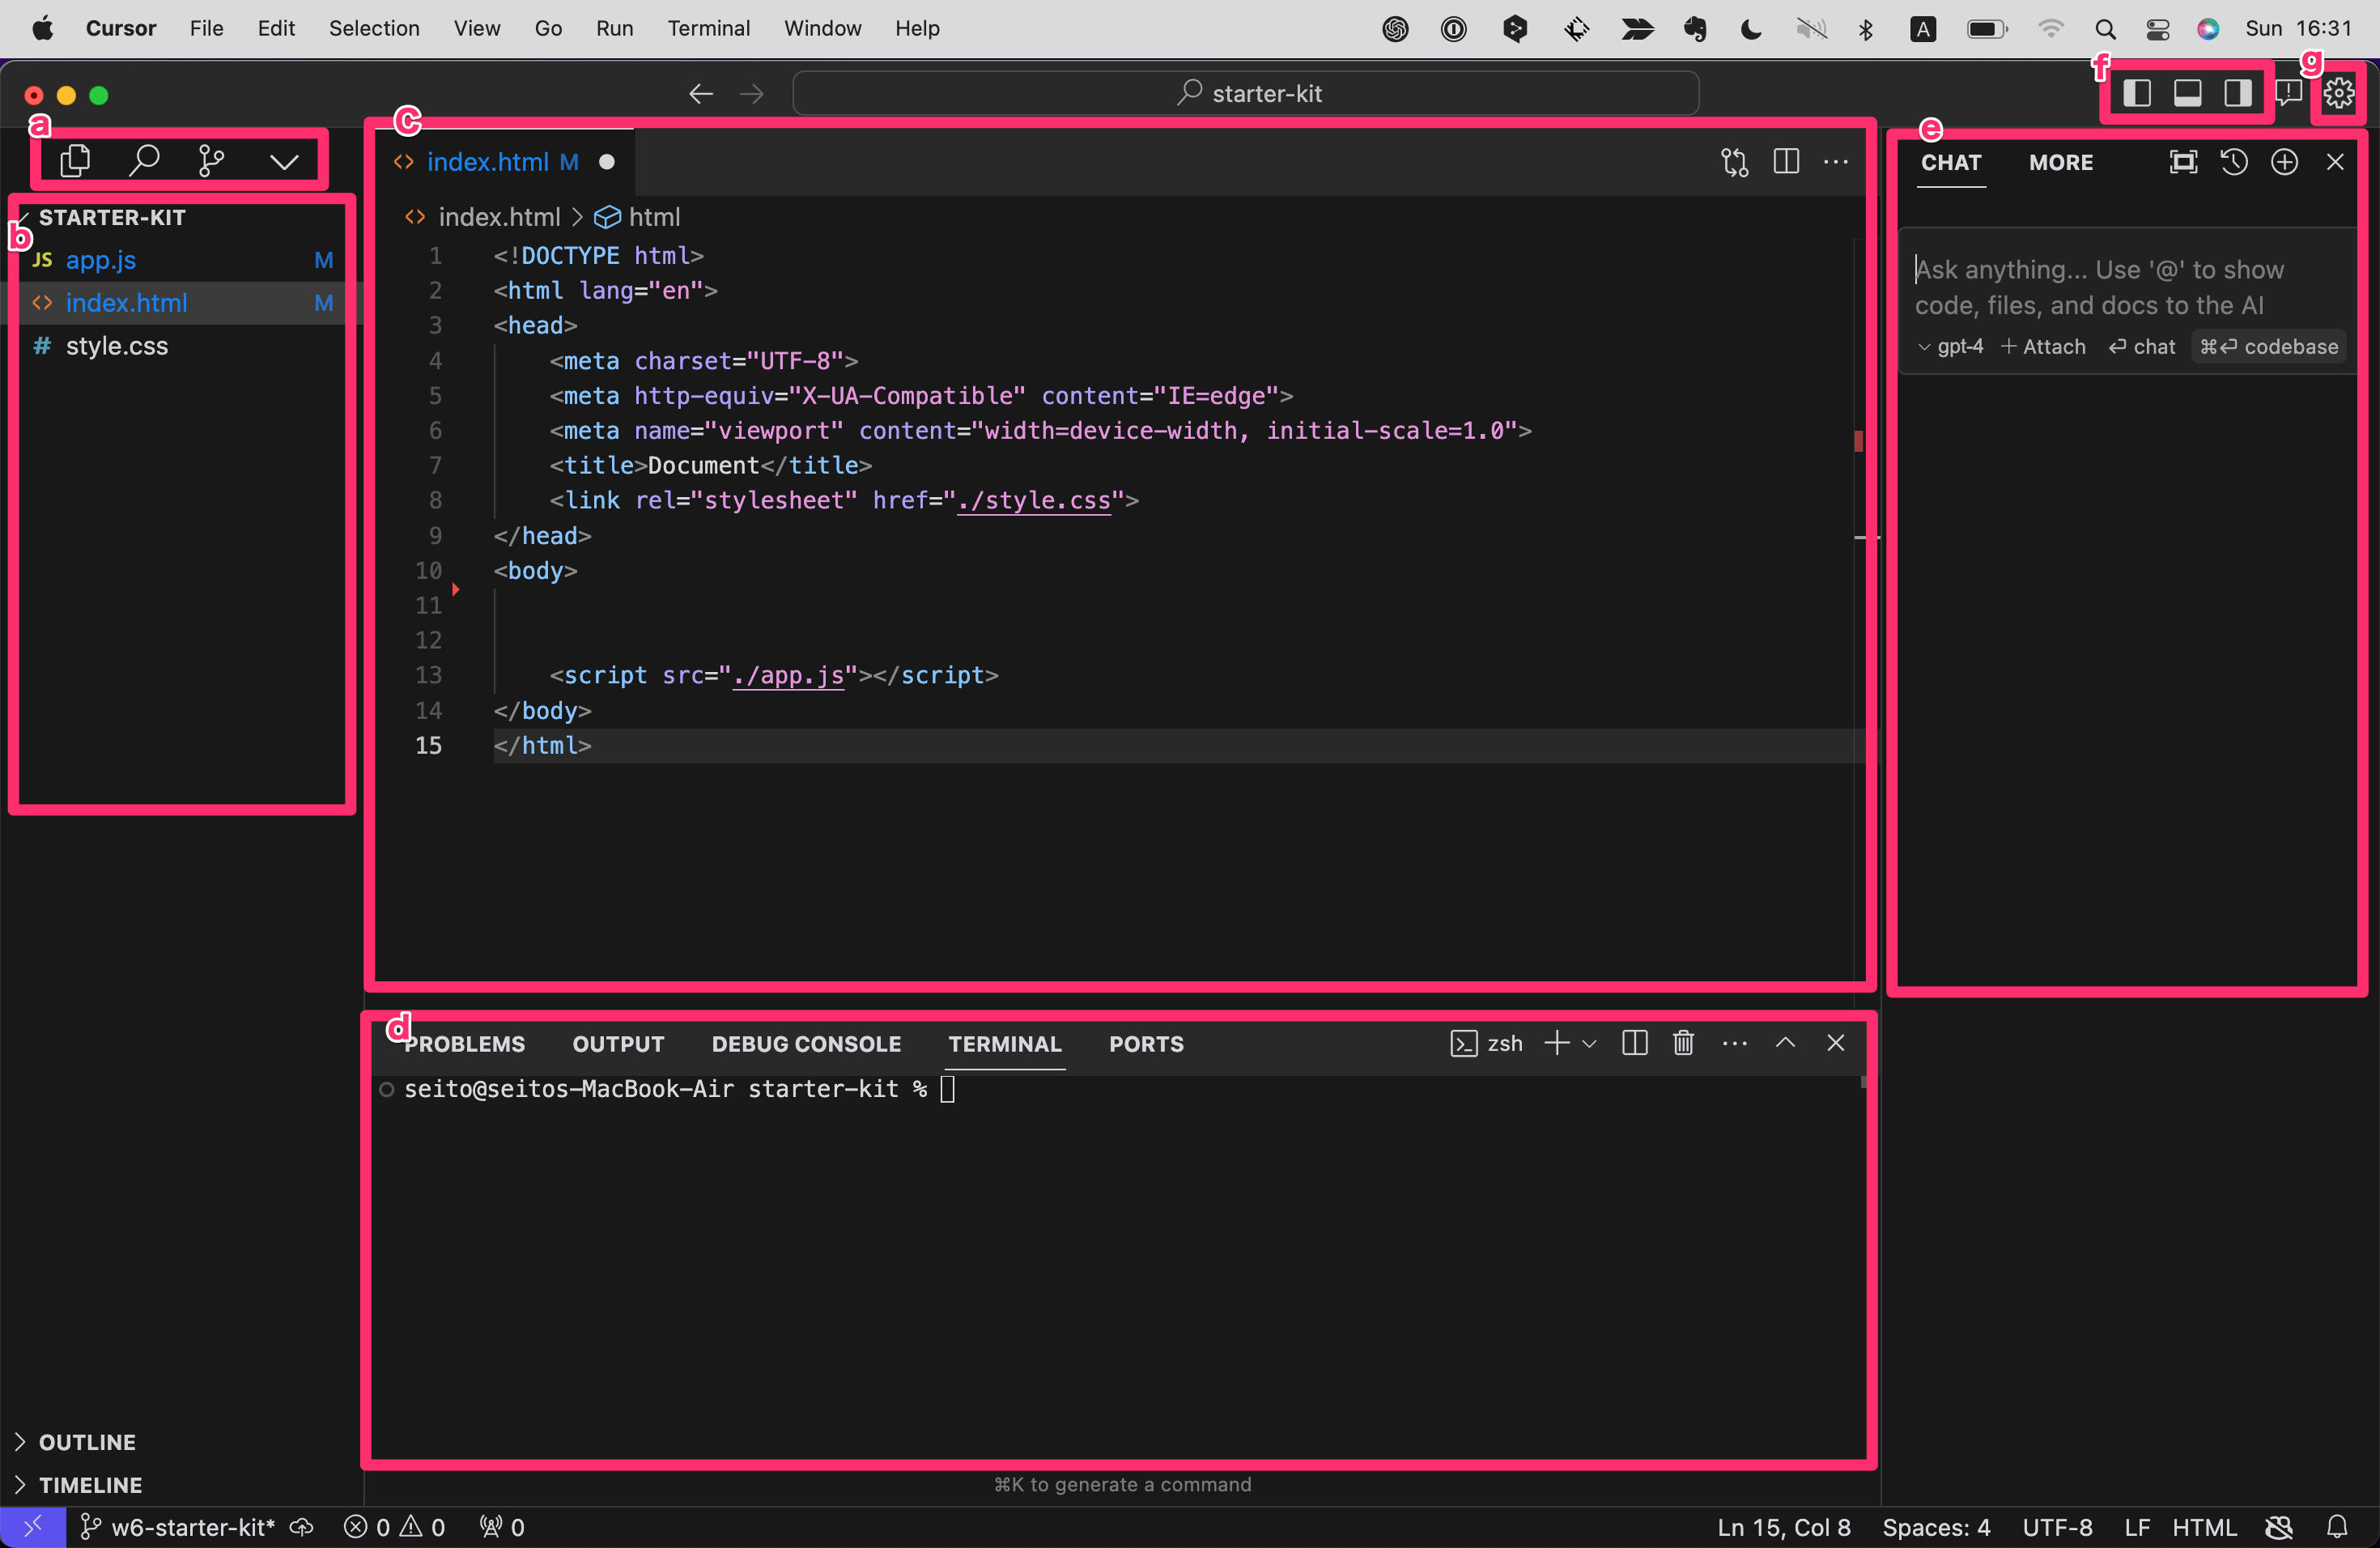 Cursor File Edit Selection View Go Run Terminal Window Help A Sun 16:31
starter-kit
f
g
a
c
e
index.html M
CHAT MORE
STARTER-KIT
b
JS app.js M
<> index.html M
# style.css
<> index.html > html
1 <!DOCTYPE html>
2 <html lang="en">
3 <head>
4 <meta charset="UTF-8">
5 <meta http-equiv="X-UA-Compatible" content="IE=edge">
6 <meta name="viewport" content="width=device-width, initial-scale=1.0">
7 <title>Document</title>
8 <link rel="stylesheet" href="./style.css">
9 </head>
10 <body>
11
12
13 <script src="./app.js"></script>
14 </body>
15 </html>
Ask anything... Use '@' to show
code, files, and docs to the AI
gpt-4 + Attach ⏎ chat ⌘⏎ codebase
d
PROBLEMS OUTPUT DEBUG CONSOLE TERMINAL PORTS zsh
seito@seitos-MacBook-Air starter-kit %
OUTLINE
TIMELINE
⌘K to generate a command
w6-starter-kit* 0 0 0 Ln 15, Col 8 Spaces: 4 UTF-8 LF HTML